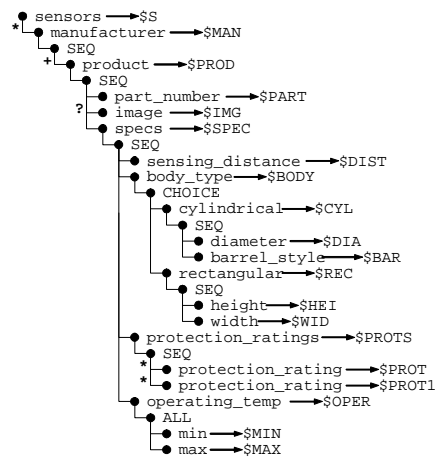 sensors $S
* manufacturer $MAN
SEQ
+ product $PROD
SEQ
part_number $PART
? image $IMG
specs $SPEC
SEQ
sensing_distance $DIST
body_type $BODY
CHOICE
cylindrical $CYL
SEQ
diameter $DIA
barrel_style $BAR
rectangular $REC
SEQ
height $HEI
width $WID
protection_ratings $PROTS
SEQ
* protection_rating $PROT
* protection_rating $PROT1
operating_temp $OPER
ALL
min $MIN
max $MAX